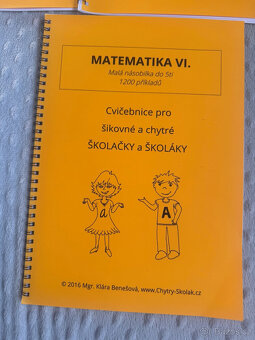 MATEMATIKA VI.
Malá násobilka do 5ti
1200 příkladů
Cvičebnice pro
šikovné a chytré
ŠKOLAČKY a ŠKOLÁKY
a
A
© 2016 Mgr. Klára Benešová, www.Chytry-Skolak.cz